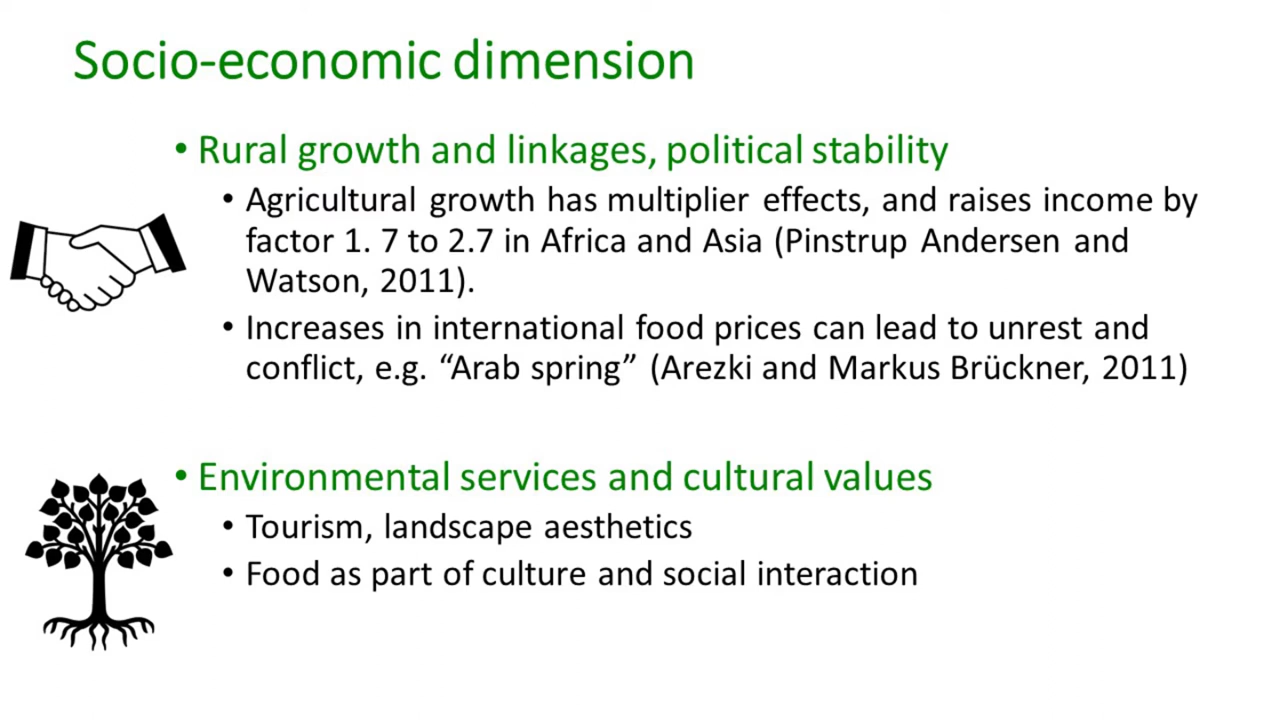 Socio-economic dimension
• Rural growth and linkages, political stability
• Agricultural growth has multiplier effects, and raises income by
factor 1. 7 to 2.7 in Africa and Asia (Pinstrup Andersen and
Watson, 2011).
• Increases in international food prices can lead to unrest and
conflict, e.g. “Arab spring” (Arezki and Markus Brückner, 2011)
• Environmental services and cultural values
• Tourism, landscape aesthetics
• Food as part of culture and social interaction